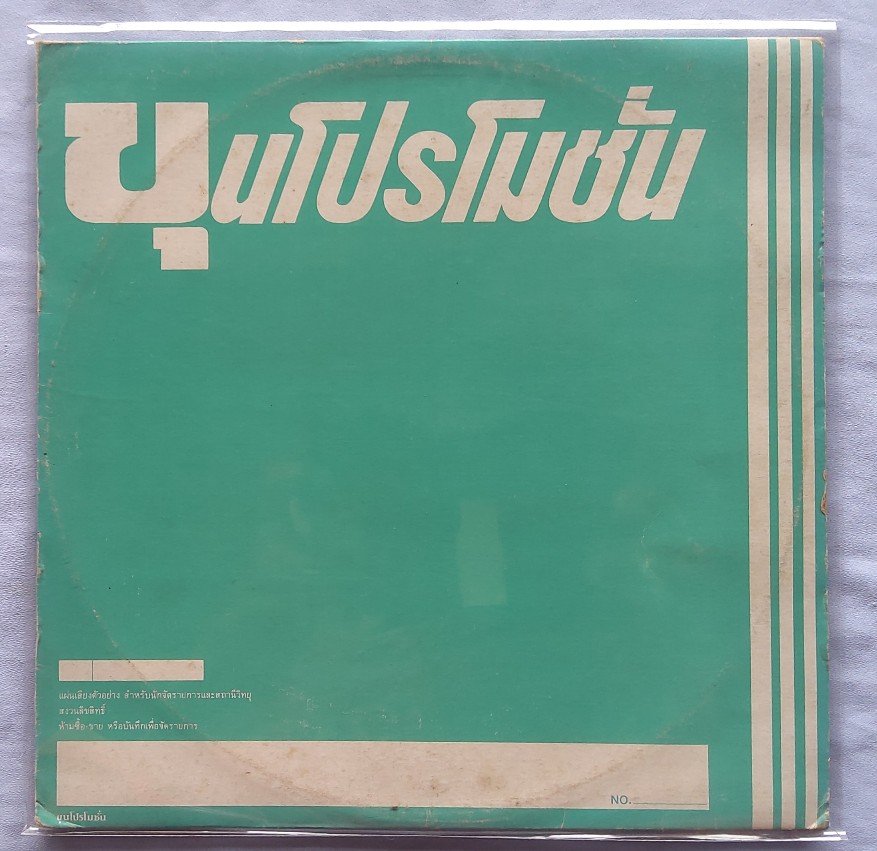 ขุนโปรโมชั่น
แผ่นเสียงตัวอย่าง สำหรับนักจัดรายการและสถานีวิทยุ
สงวนลิขสิทธิ์
ห้ามซื้อ-ขาย หรือบันทึกเพื่อจัดรายการ
NO.
ขุนโปรโมชั่น